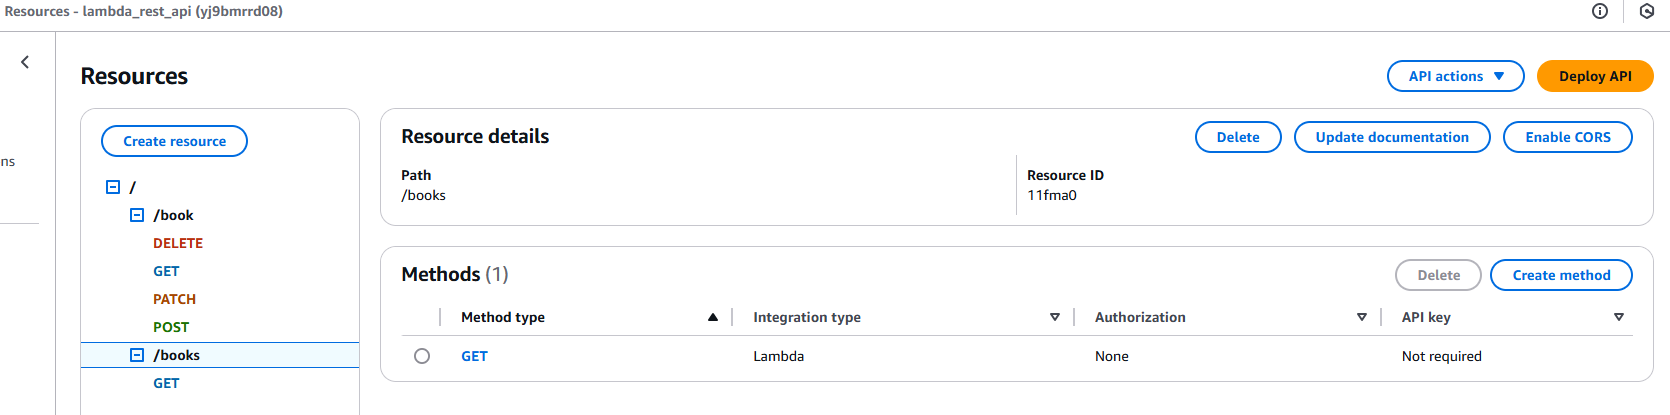 Resources - lambda_rest_api (yj9bmrrd08)
ns
Resources
API actions
Deploy API
Create resource
/
/book
DELETE
GET
PATCH
POST
/books
GET
Resource details
Delete
Update documentation
Enable CORS
Path
/books
Resource ID
11fma0
Methods (1)
Delete
Create method
Method type
Integration type
Authorization
API key
GET
Lambda
None
Not required